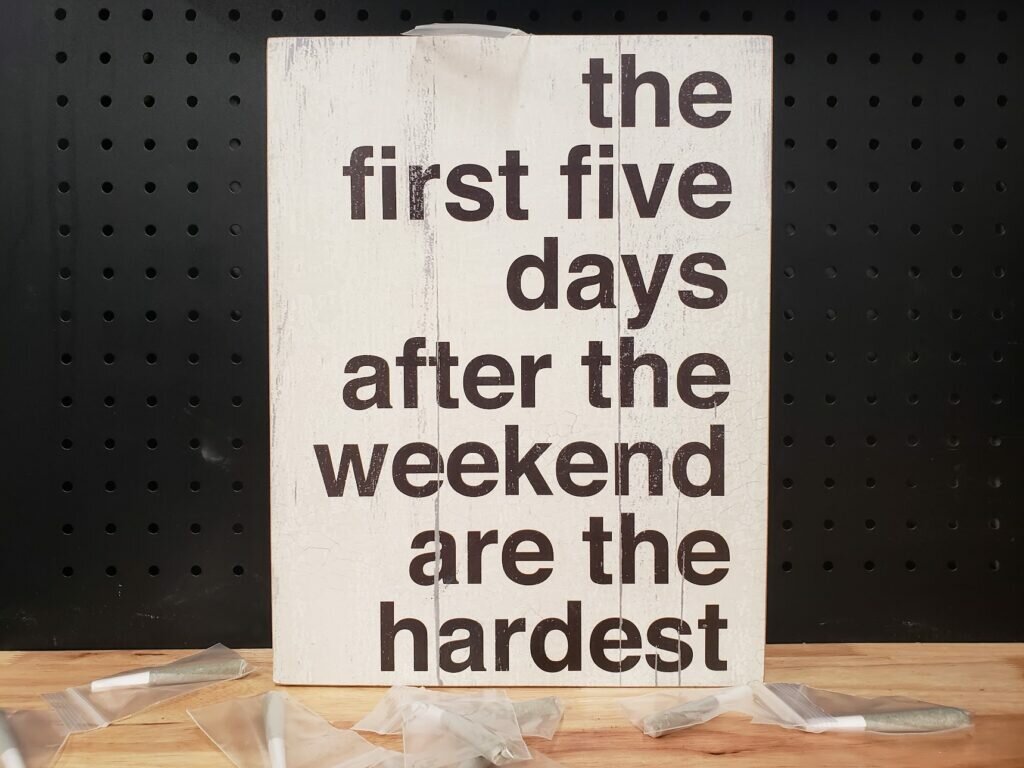 the
first five
days
after the
weekend
are the
hardest